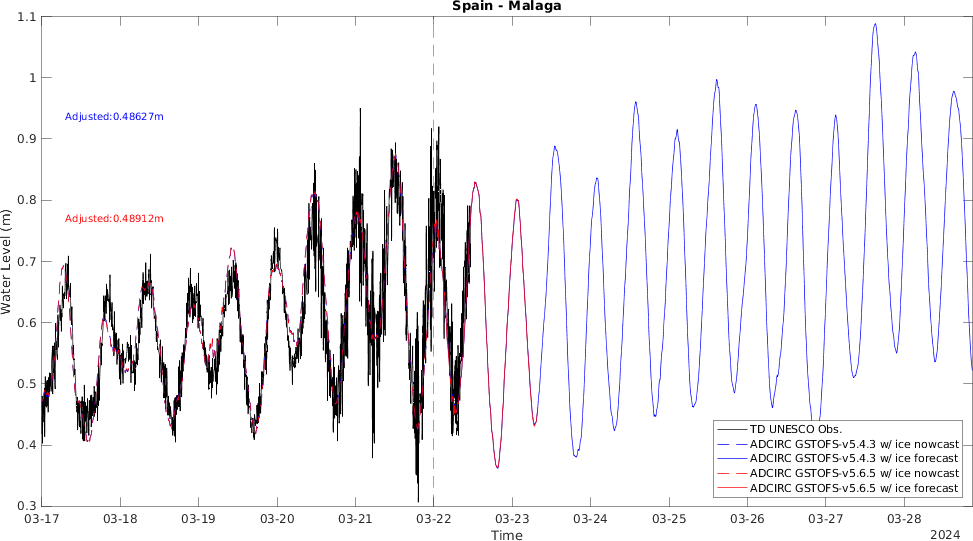 Spain - Malaga
1.1
1
0.9
0.8
0.7
0.6
0.5
0.4
0.3
Water Level (m)
Adjusted:0.48627m
Adjusted:0.48912m
TD UNESCO Obs.
ADCIRC GSTOFS-v5.4.3 w/ ice nowcast
ADCIRC GSTOFS-v5.4.3 w/ ice forecast
ADCIRC GSTOFS-v5.6.5 w/ ice nowcast
ADCIRC GSTOFS-v5.6.5 w/ ice forecast
03-17 03-18 03-19 03-20 03-21 03-22 03-23 03-24 03-25 03-26 03-27 03-28
Time
2024